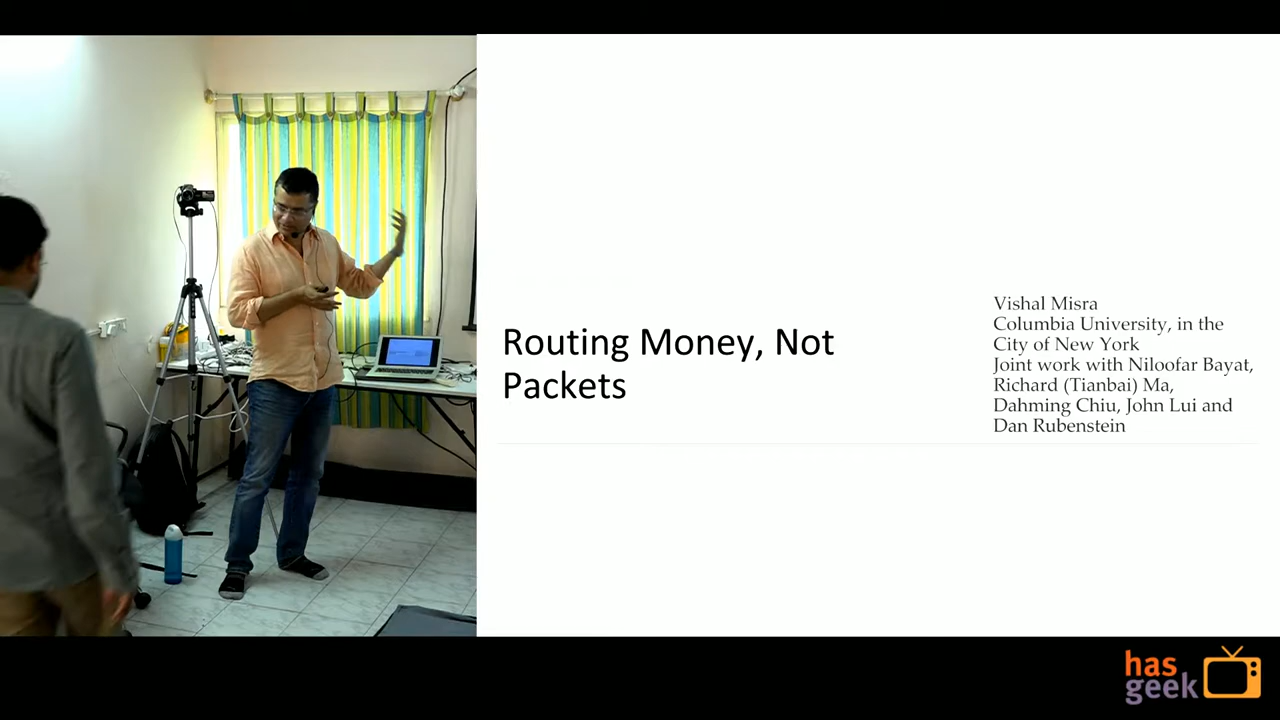 Routing Money, Not
Packets
Vishal Misra
Columbia University, in the
City of New York
Joint work with Niloofar Bayat,
Richard (Tianbai) Ma,
Dahming Chiu, John Lui and
Dan Rubenstein
has
geek